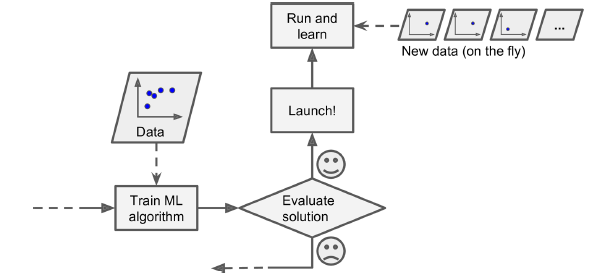 Run and
learn
...
New data (on the fly)
Launch!
Data
Train ML
algorithm
Evaluate
solution